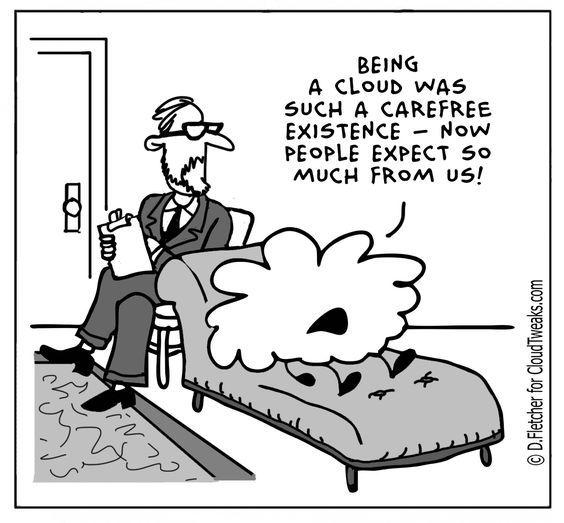 BEING
A CLOUD WAS
SUCH A CAREFREE
EXISTENCE – NOW
PEOPLE EXPECT SO
MUCH FROM US!
© D.Fletcher for CloudTweaks.com